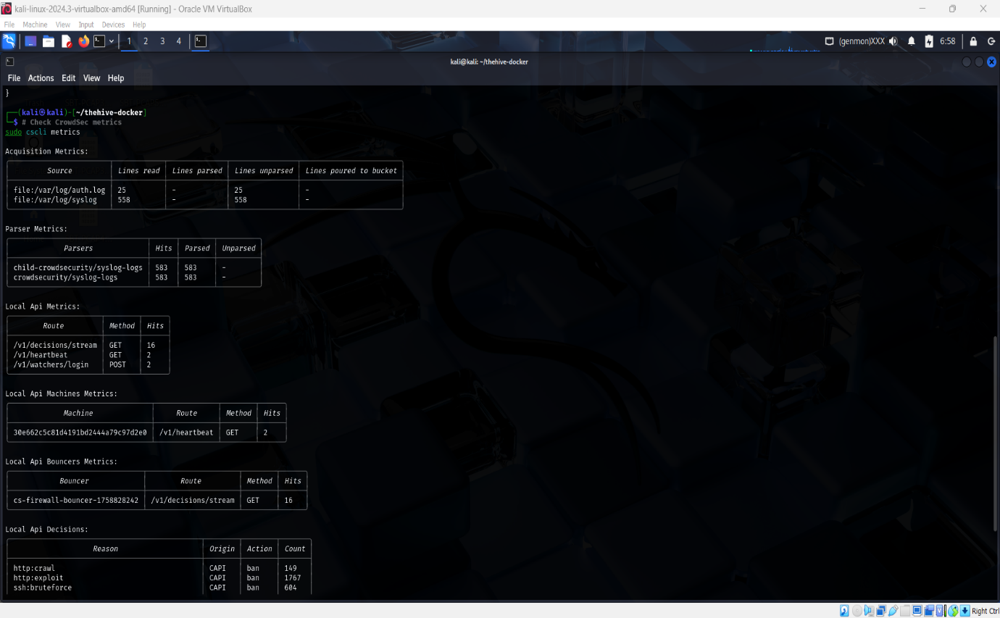 kali-linux-2024.3-virtualbox-amd64 [Running] - Oracle VM VirtualBox
File Machine View Input Devices Help
1 2 3 4 (genmon)XXX 6:58
kali@kali: ~/thehive-docker
File Actions Edit View Help
}
(kali㉿kali)-[~/thehive-docker]
$ # Check CrowdSec metrics
sudo cscli metrics
Acquisition Metrics:
Source Lines read Lines parsed Lines unparsed Lines poured to bucket
file:/var/log/auth.log 25 - 25 -
file:/var/log/syslog 558 - 558 -
Parser Metrics:
Parsers Hits Parsed Unparsed
child-crowdsecurity/syslog-logs 583 583 -
crowdsecurity/syslog-logs 583 583 -
Local Api Metrics:
Route Method Hits
/v1/decisions/stream GET 16
/v1/heartbeat GET 2
/v1/watchers/login POST 2
Local Api Machines Metrics:
Machine Route Method Hits
30e662c5c81d4191bd2444a79c97d2e0 /v1/heartbeat GET 2
Local Api Bouncers Metrics:
Bouncer Route Method Hits
cs-firewall-bouncer-1758828242 /v1/decisions/stream GET 16
Local Api Decisions:
Reason Origin Action Count
http:crawl CAPI ban 149
http:exploit CAPI ban 1767
ssh:bruteforce CAPI ban 604
Right Ctrl